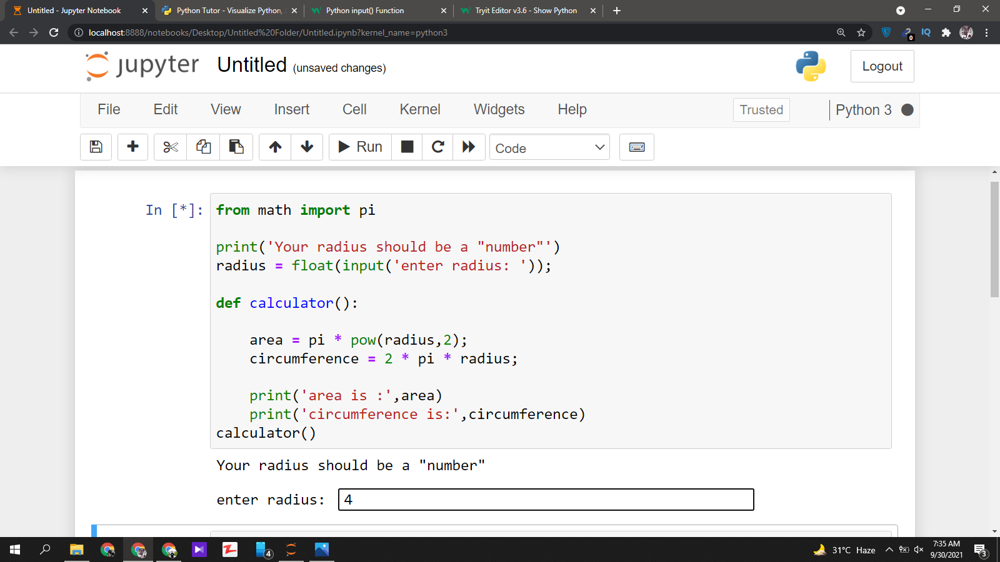 Untitled - Jupyter Notebook
Python Tutor - Visualize Python,
Python input() Function
Tryit Editor v3.6 - Show Python
localhost:8888/notebooks/Desktop/Untitled%20Folder/Untitled.ipynb?kernel_name=python3
0
IQ
jupyter Untitled (unsaved changes)
Logout
File Edit View Insert Cell Kernel Widgets Help
Trusted
Python 3
Run
Code
In [*]:
from math import pi
print('Your radius should be a "number"')
radius = float(input('enter radius: '));
def calculator():
    area = pi * pow(radius,2);
    circumference = 2 * pi * radius;
    print('area is :',area)
    print('circumference is:',circumference)
calculator()
Your radius should be a "number"
enter radius: 4
4
31°C Haze
7:35 AM
9/30/2021
3